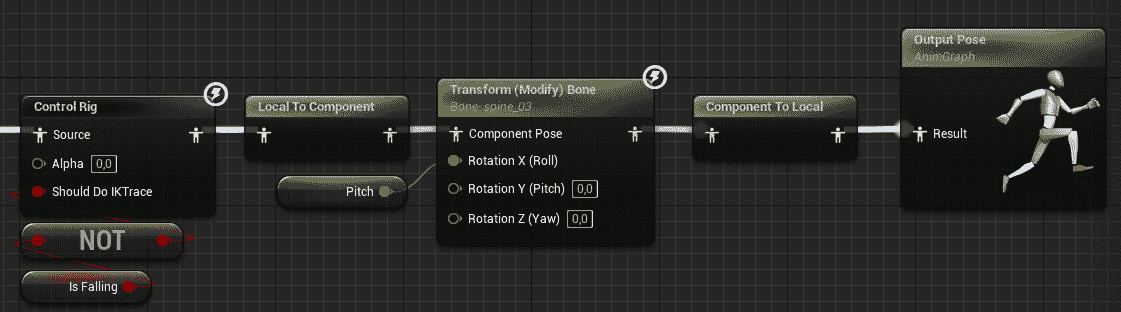 Control Rig
Source
Alpha 0,0
Should Do IKTrace
NOT
Is Falling
Local To Component
Pitch
Transform (Modify) Bone
Bone: spine_03
Component Pose
Rotation X (Roll)
Rotation Y (Pitch) 0,0
Rotation Z (Yaw) 0,0
Component To Local
Output Pose
AnimGraph
Result